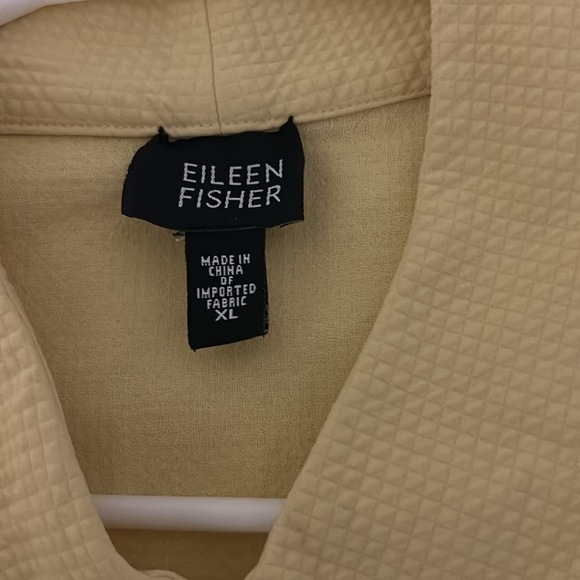 EILEEN
FISHER
MADE IN
CHINA
OF
IMPORTED
FABRIC
XL